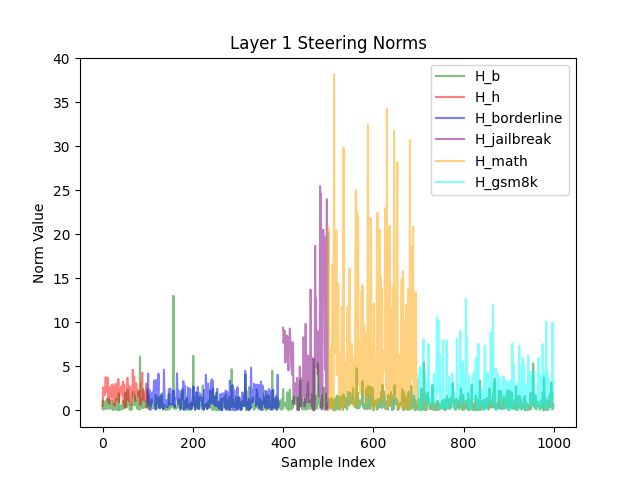 Layer 1 Steering Norms
40
35
30
25
20
15
10
5
0
Norm Value
0
200
400
600
800
1000
Sample Index
H_b
H_h
H_borderline
H_jailbreak
H_math
H_gsm8k